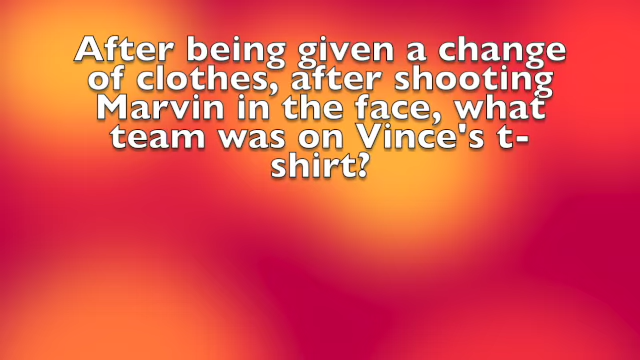 After being given a change
of clothes, after shooting
Marvin in the face, what
team was on Vince's t-
shirt?